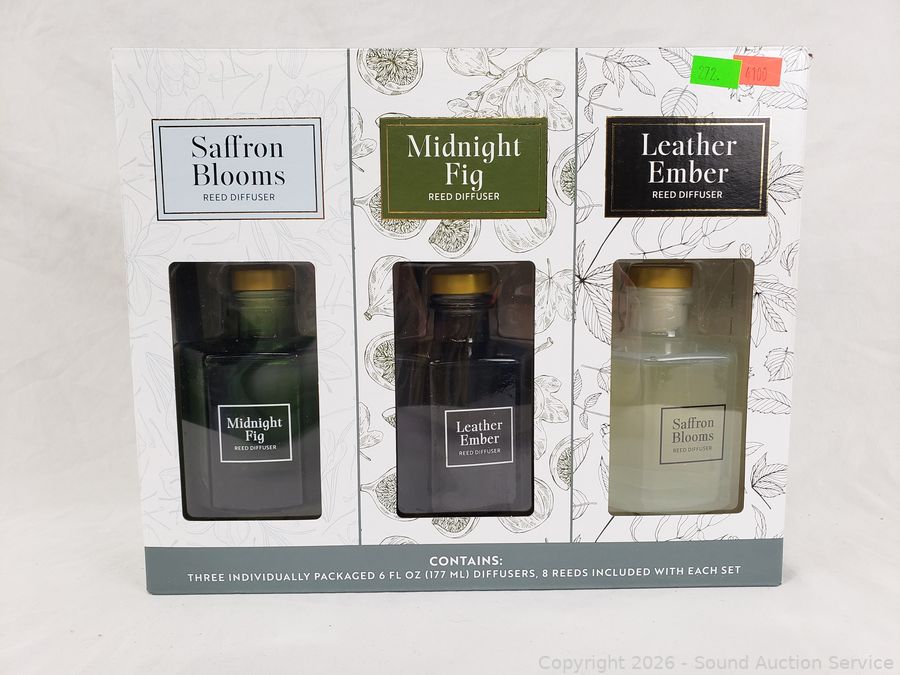 272.
4100
Saffron
Blooms
REED DIFFUSER
Midnight
Fig
REED DIFFUSER
Leather
Ember
REED DIFFUSER
Midnight
Fig
REED DIFFUSER
Leather
Ember
REED DIFFUSER
Saffron
Blooms
REED DIFFUSER
CONTAINS:
THREE INDIVIDUALLY PACKAGED 6 FL OZ (177 ML) DIFFUSERS, 8 REEDS INCLUDED WITH EACH SET
Copyright 2026 - Sound Auction Service